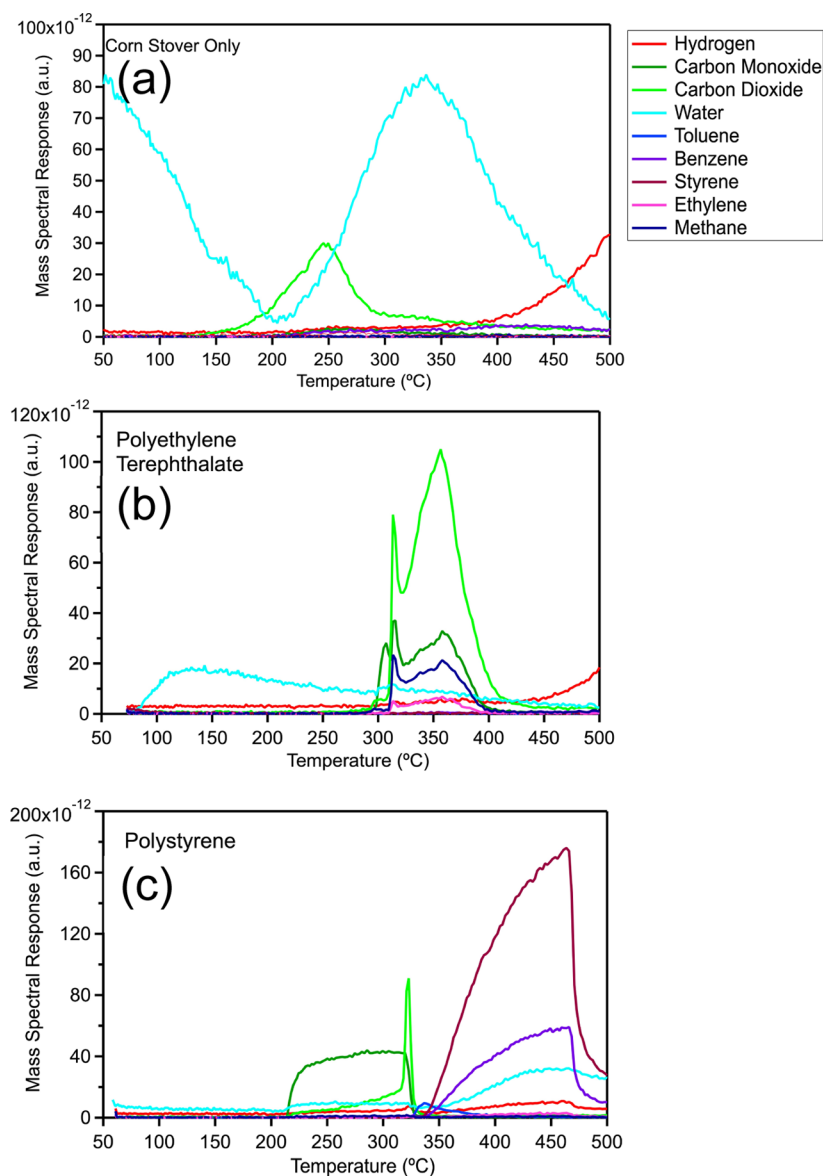 100x10-12
Corn Stover Only
(a)
90
80
70
60
50
40
30
20
10
0
Mass Spectral Response (a.u.)
50 100 150 200 250 300 350 400 450 500
Temperature (ºC)
Hydrogen
Carbon Monoxide
Carbon Dioxide
Water
Toluene
Benzene
Styrene
Ethylene
Methane
120x10-12
Polyethylene
Terephthalate
(b)
100
80
60
40
20
0
Mass Spectral Response (a.u.)
50 100 150 200 250 300 350 400 450 500
Temperature (ºC)
200x10-12
Polystyrene
(c)
160
120
80
40
0
Mass Spectral Response (a.u.)
50 100 150 200 250 300 350 400 450 500
Temperature (ºC)